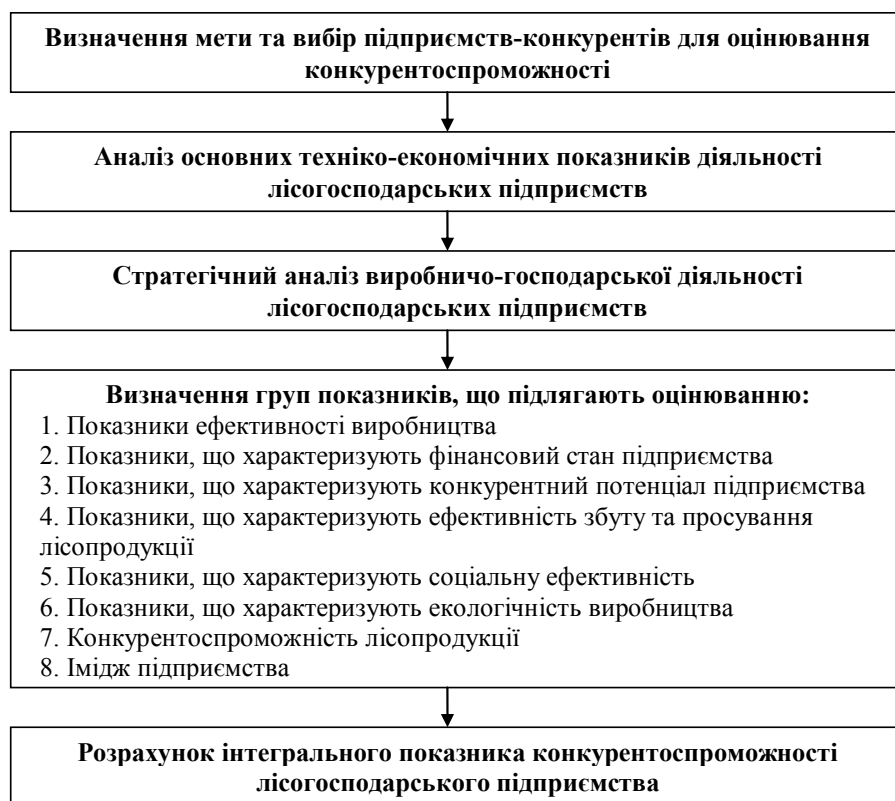 Визначення мети та вибір підприємств-конкурентів для оцінювання
конкурентоспроможності
Аналіз основних техніко-економічних показників діяльності
лісогосподарських підприємств
Стратегічний аналіз виробничо-господарської діяльності
лісогосподарських підприємств
Визначення груп показників, що підлягають оцінюванню:
1. Показники ефективності виробництва
2. Показники, що характеризують фінансовий стан підприємства
3. Показники, що характеризують конкурентний потенціал підприємства
4. Показники, що характеризують ефективність збуту та просування
лісопродукції
5. Показники, що характеризують соціальну ефективність
6. Показники, що характеризують екологічність виробництва
7. Конкурентоспроможність лісопродукції
8. Імідж підприємства
Розрахунок інтегрального показника конкурентоспроможності
лісогосподарського підприємства